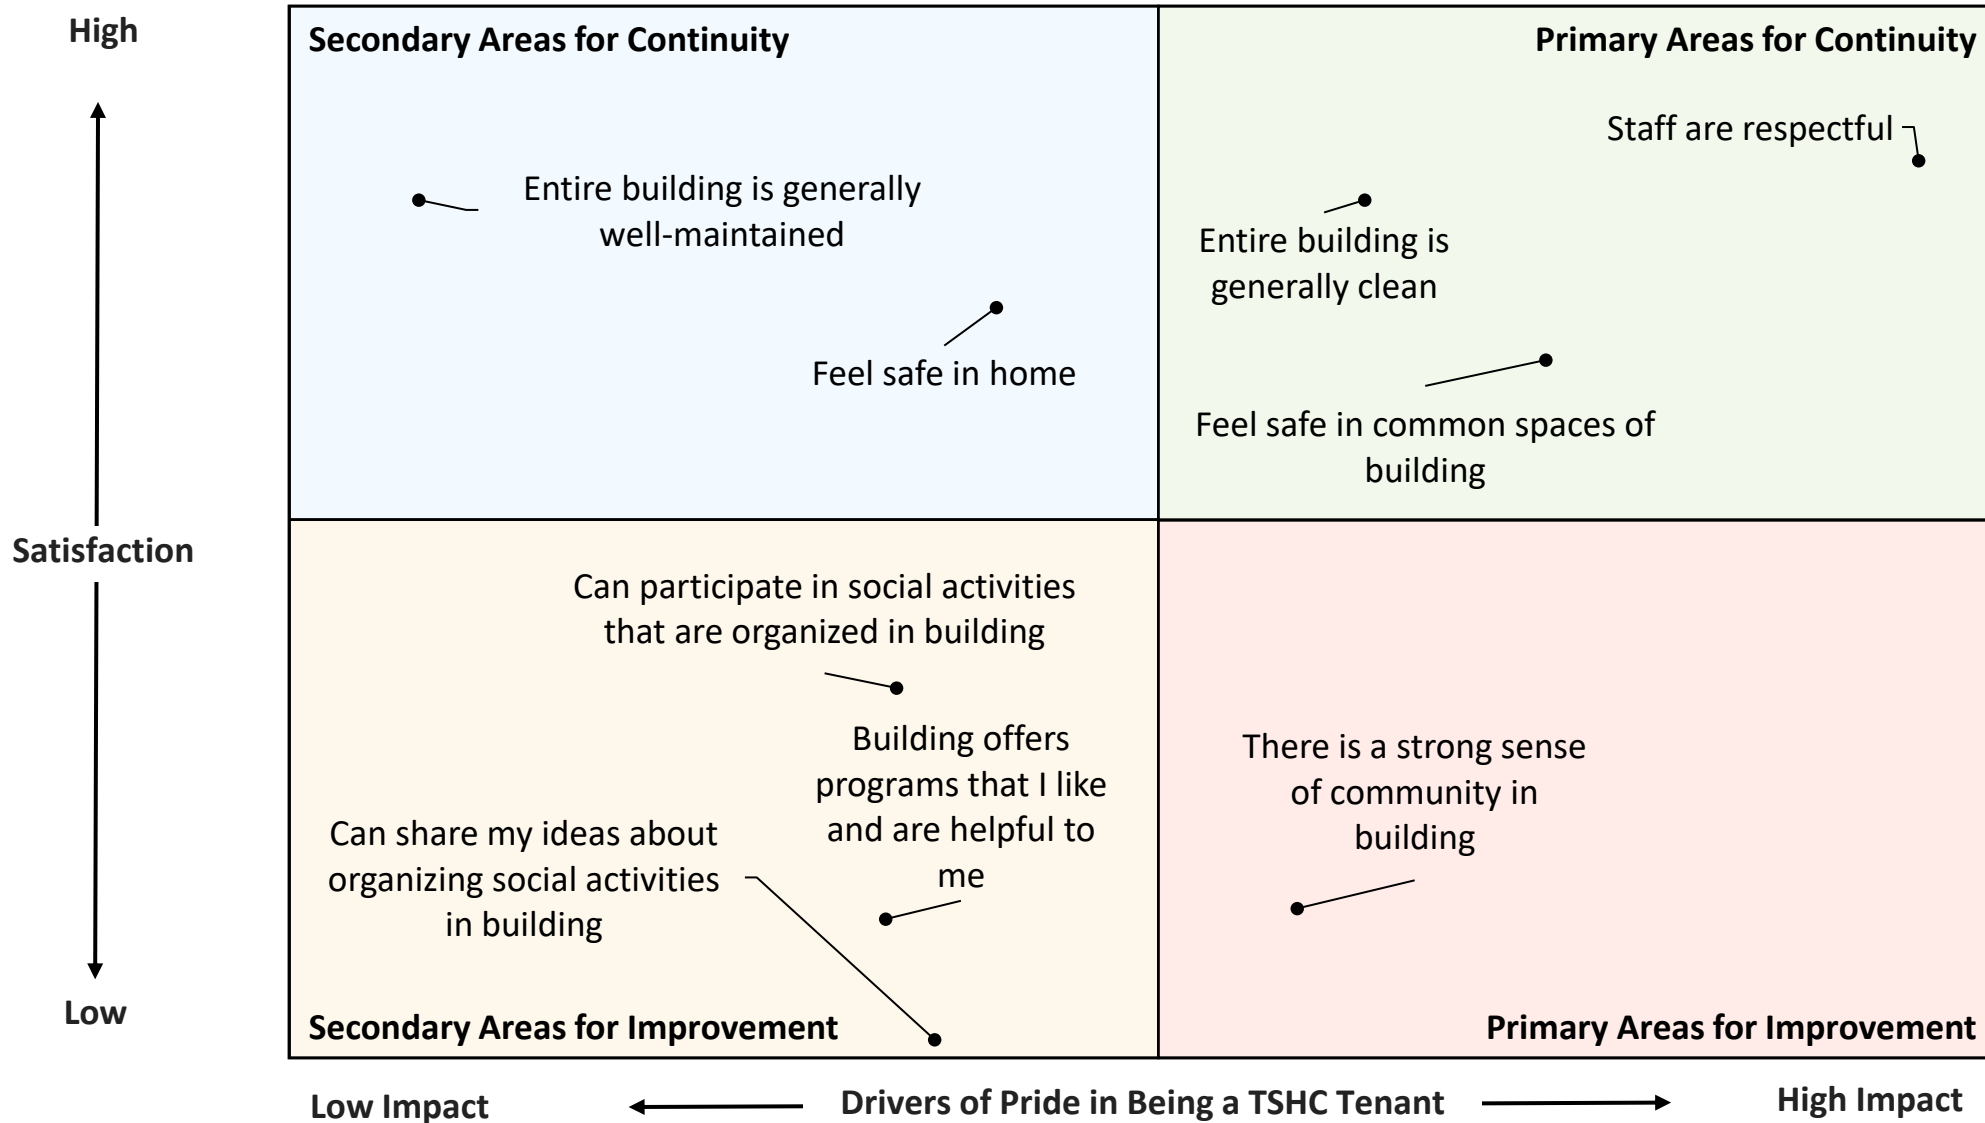 High
Secondary Areas for Continuity
Primary Areas for Continuity
Staff are respectful
Entire building is generally
well-maintained
Entire building is
generally clean
Feel safe in home
Feel safe in common spaces of
building
Satisfaction
Can participate in social activities
that are organized in building
Building offers
programs that I like
and are helpful to
me
There is a strong sense
of community in
building
Can share my ideas about
organizing social activities
in building
Low
Secondary Areas for Improvement
Primary Areas for Improvement
Low Impact
Drivers of Pride in Being a TSHC Tenant
High Impact